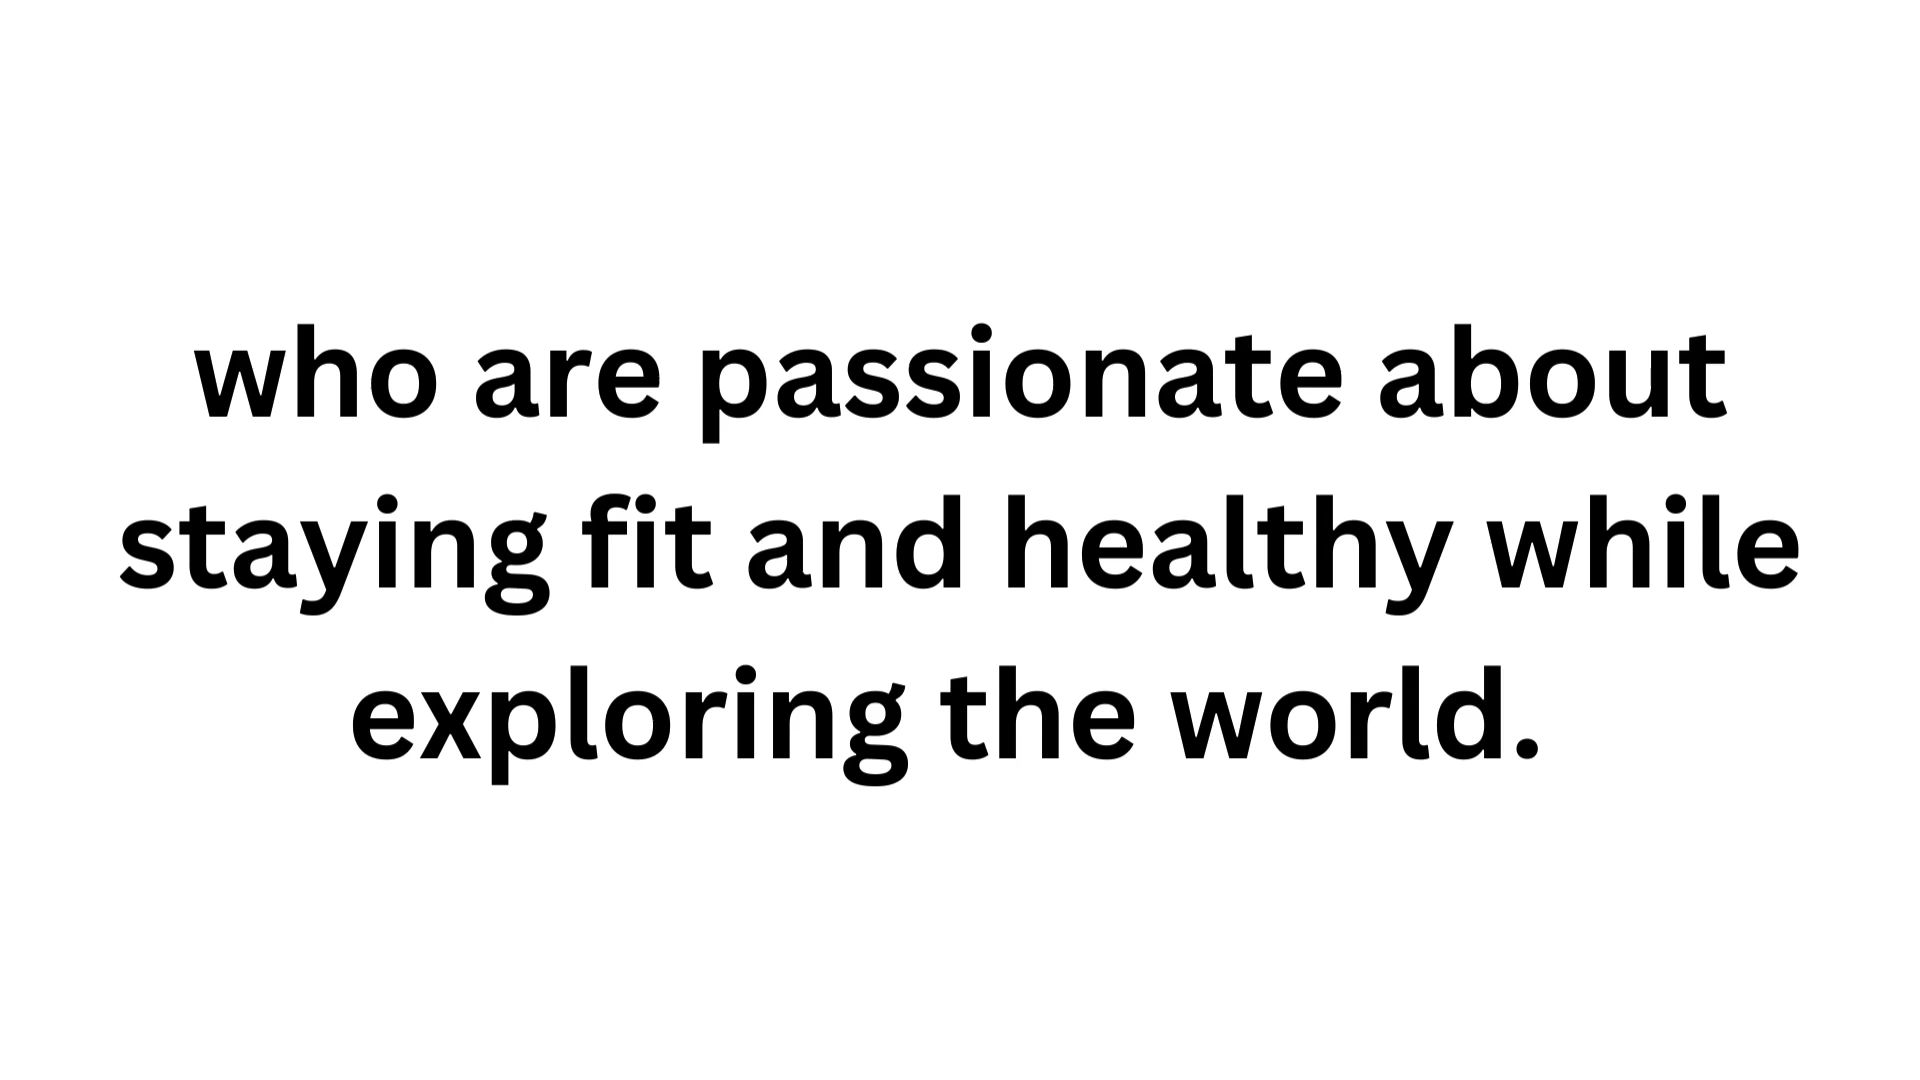 who are passionate about
staying fit and healthy while
exploring the world.